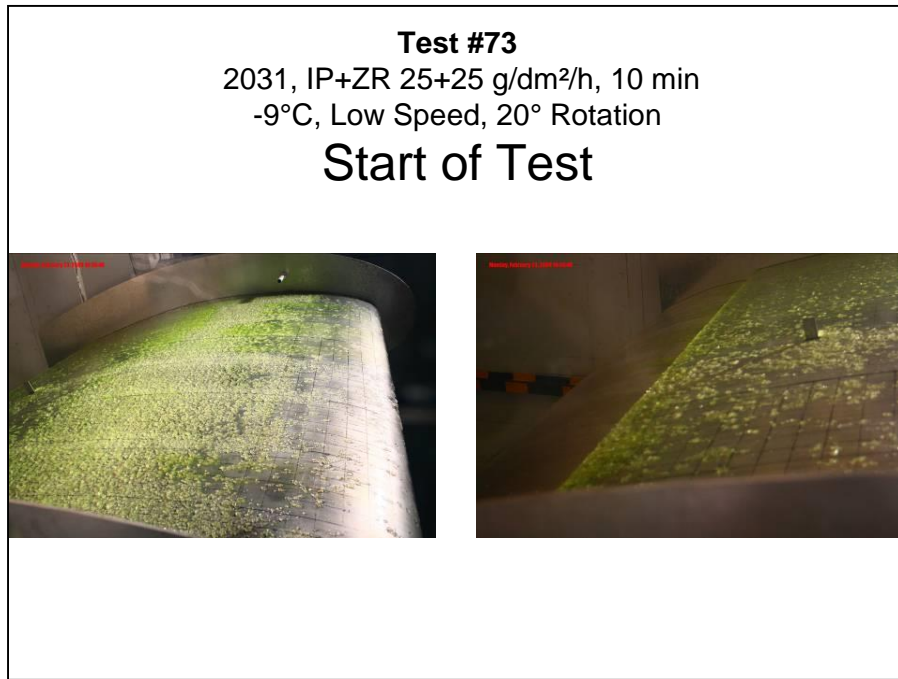 Test #73
2031, IP+ZR 25+25 g/dm²/h, 10 min
-9°C, Low Speed, 20° Rotation
Start of Test